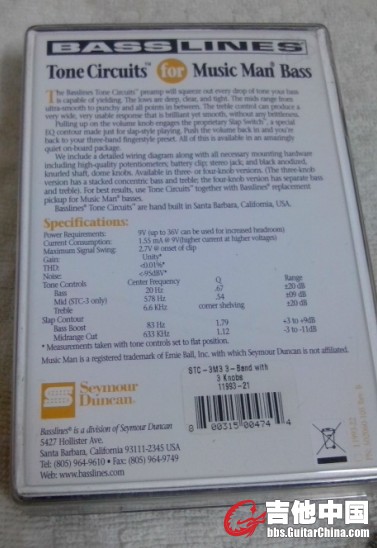 BASSLINES
Tone Circuits™ for Music Man® Bass
The Basslines Tone Circuits™ preamp will squeeze out every drop of tone your bass
is capable of yielding. The lows are deep, clear, and tight. The mids range from
ultra-smooth to punchy and all points in between. The treble control can produce a
very wide, very usable response that is brilliant yet smooth, without any brittleness.
Pulling up on the volume knob engages the proprietary Slap Switch™, a special
EQ contour made just for slap-style playing. Push the volume back in and you're
back to your three-band fingerstyle preset. All of this is available in an amazingly
quiet on-board package.
We include a detailed wiring diagram along with all necessary mounting hardware
including high-quality potentiometers; battery clip; stereo jack; and black anodized,
knurled shaft, dome knobs. Available in three- or four-knob versions. (The three-knob
version has a stacked concentric bass and treble; the four-knob version has separate bass
and treble). For best results, use Tone Circuits™ together with Basslines® replacement
pickup for Music Man® basses.
Basslines® Tone Circuits™ are hand built in Santa Barbara, California, USA.
Specifications:
Power Requirements: 9V (up to 36V can be used for increased headroom)
Current Consumption: 1.55 mA @ 9V(higher current at higher voltages)
Maximum Signal Swing: 2.7V @ onset of clip
Gain: Unity*
THD: <0.01%*
Noise: <-95dBV*
Tone Controls Center Frequency Q Range
Bass 20 Hz .67 ±20 dB
Mid (STC-3 only) 578 Hz .54 ±09 dB
Treble 6.6 KHz corner shelving ±20 dB
Slap Contour
Bass Boost 83 Hz 1.79 +3 to +9dB
Midrange Cut 633 KHZ 1.12 -3 to -11dB
* Measurements taken with tone controls set to flat position.
Music Man is a registered trademark of Ernie Ball, Inc. with which Seymour Duncan is not affiliated.
Seymour
Duncan®
STC-3M3 3-Band with
3 Knobs
11993-21
8 00315 00474 4
Basslines® is a division of Seymour Duncan
5427 Hollister Ave.
Santa Barbara, California 93111-2345 USA
Tel: (805) 964-9610 • Fax: (805) 964-9749
Web: www.basslines.com
吉他中国
bbs.GuitarChina.com